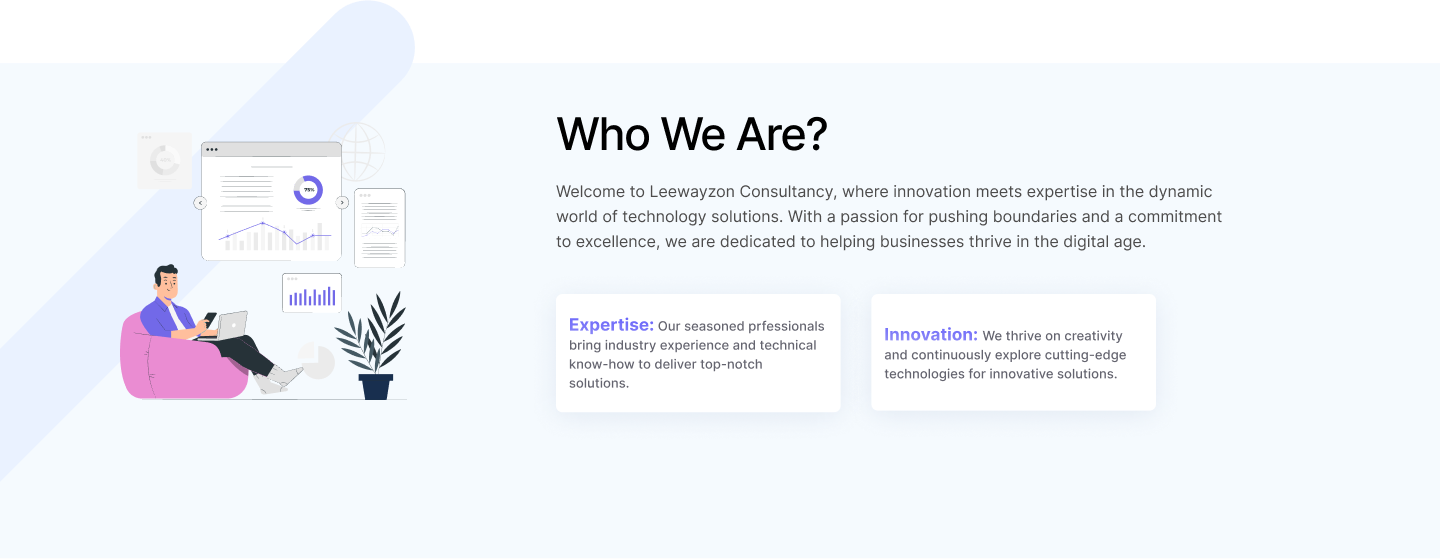 Who We Are?
Welcome to Leewayzon Consultancy, where innovation meets expertise in the dynamic
world of technology solutions. With a passion for pushing boundaries and a commitment
to excellence, we are dedicated to helping businesses thrive in the digital age.
75%
Expertise: Our seasoned prfessionals
bring industry experience and technical
know-how to deliver top-notch
solutions.
Innovation: We thrive on creativity
and continuously explore cutting-edge
technologies for innovative solutions.